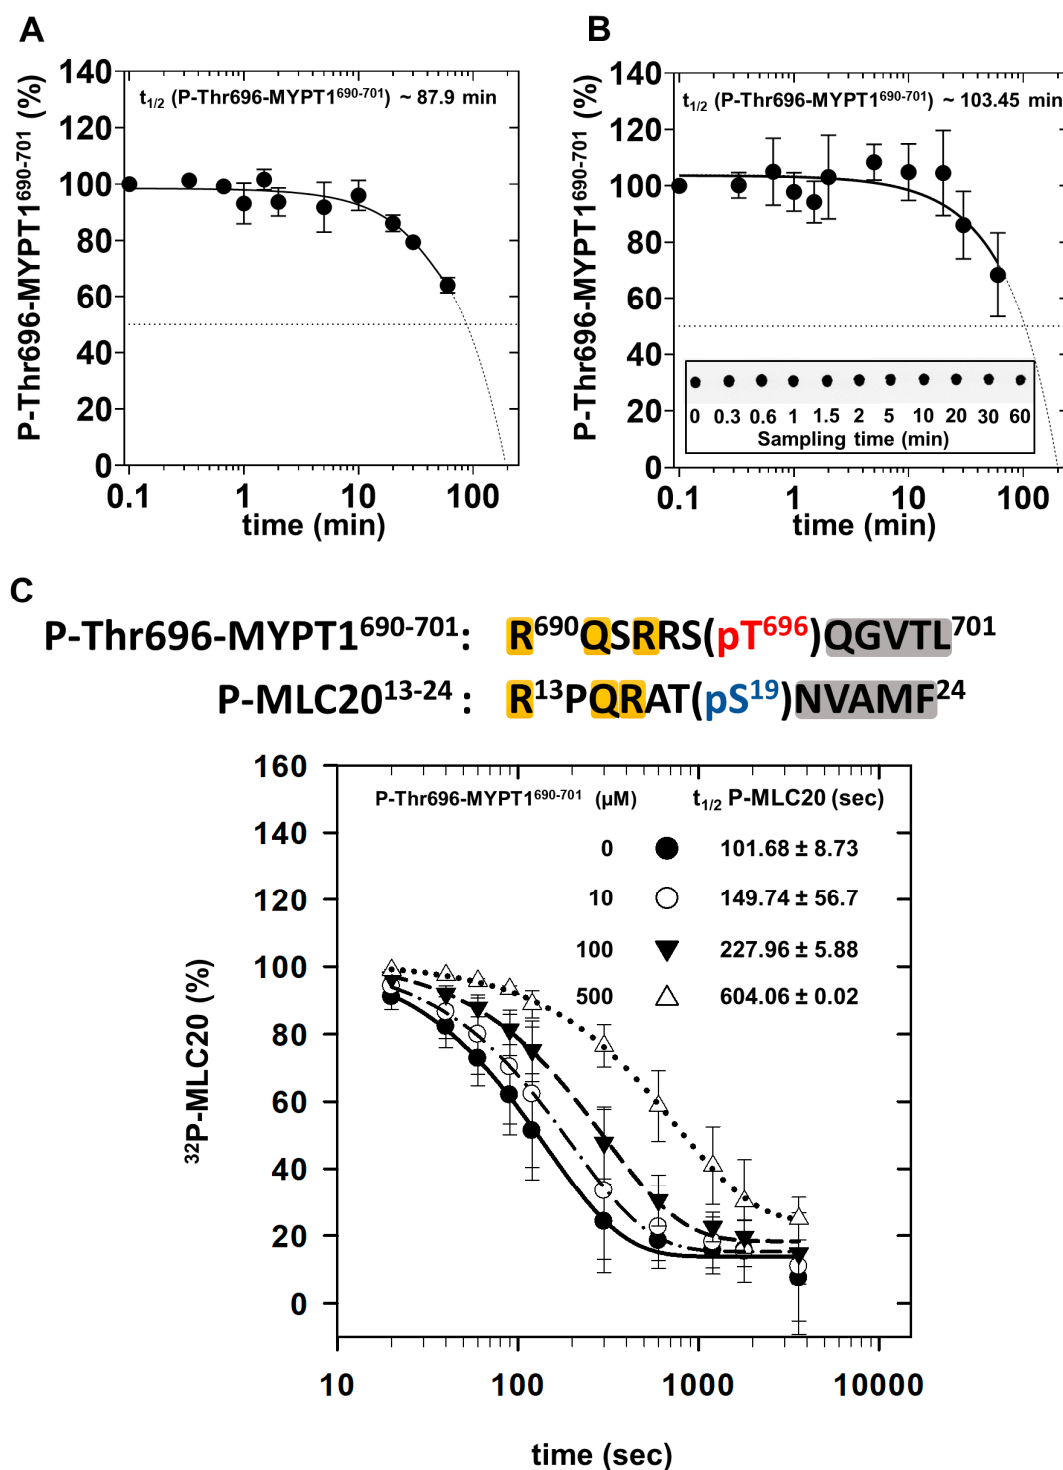 A
P-Thr696-MYPT1⁶⁹⁰⁻⁷⁰¹ (%)
t₁/₂ (P-Thr696-MYPT1⁶⁹⁰⁻⁷⁰¹) ~ 87.9 min
140
120
100
80
60
40
20
0
0.1 1 10 100
time (min)
B
P-Thr696-MYPT1⁶⁹⁰⁻⁷⁰¹ (%)
t₁/₂ (P-Thr696-MYPT1⁶⁹⁰⁻⁷⁰¹) ~ 103.45 min
140
120
100
80
60
40
20
0
0 0.3 0.6 1 1.5 2 5 10 20 30 60
Sampling time (min)
0.1 1 10 100
time (min)
C
P-Thr696-MYPT1⁶⁹⁰⁻⁷⁰¹: R⁶⁹⁰QSRRS(pT⁶⁹⁶)QGVTL⁷⁰¹
P-MLC20¹³⁻²⁴ : R¹³PQRAT(pS¹⁹)NVAMF²⁴
³²P-MLC20 (%)
160
140
120
100
80
60
40
20
0
P-Thr696-MYPT1⁶⁹⁰⁻⁷⁰¹ (µM) t₁/₂ P-MLC20 (sec)
0 101.68 ± 8.73
10 149.74 ± 56.7
100 227.96 ± 5.88
500 604.06 ± 0.02
10 100 1000 10000
time (sec)